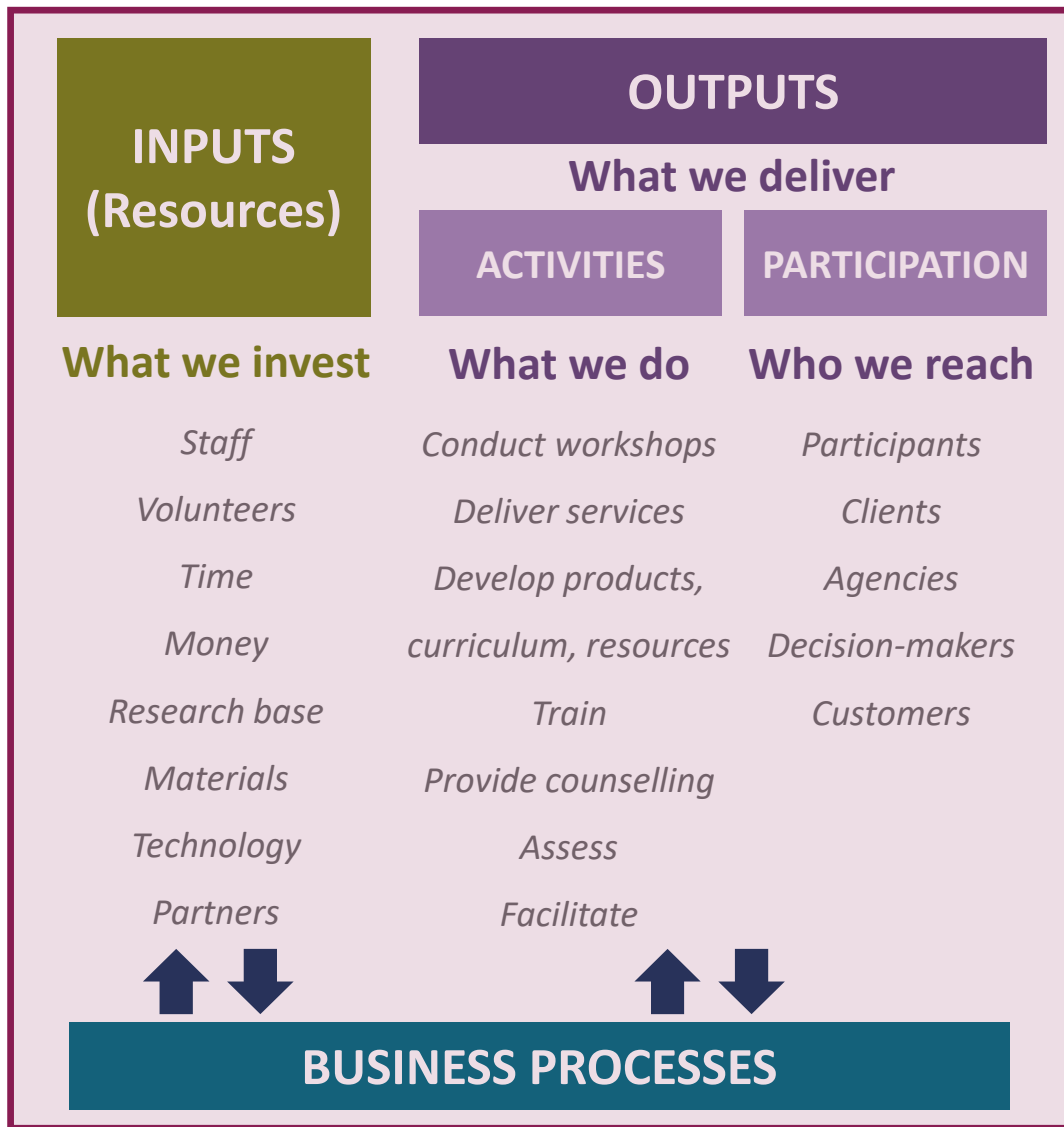 INPUTS
(Resources)
What we invest
Staff
Volunteers
Time
Money
Research base
Materials
Technology
Partners
OUTPUTS
What we deliver
ACTIVITIES
What we do
Conduct workshops
Deliver services
Develop products,
curriculum, resources
Train
Provide counselling
Assess
Facilitate
PARTICIPATION
Who we reach
Participants
Clients
Agencies
Decision-makers
Customers
BUSINESS PROCESSES